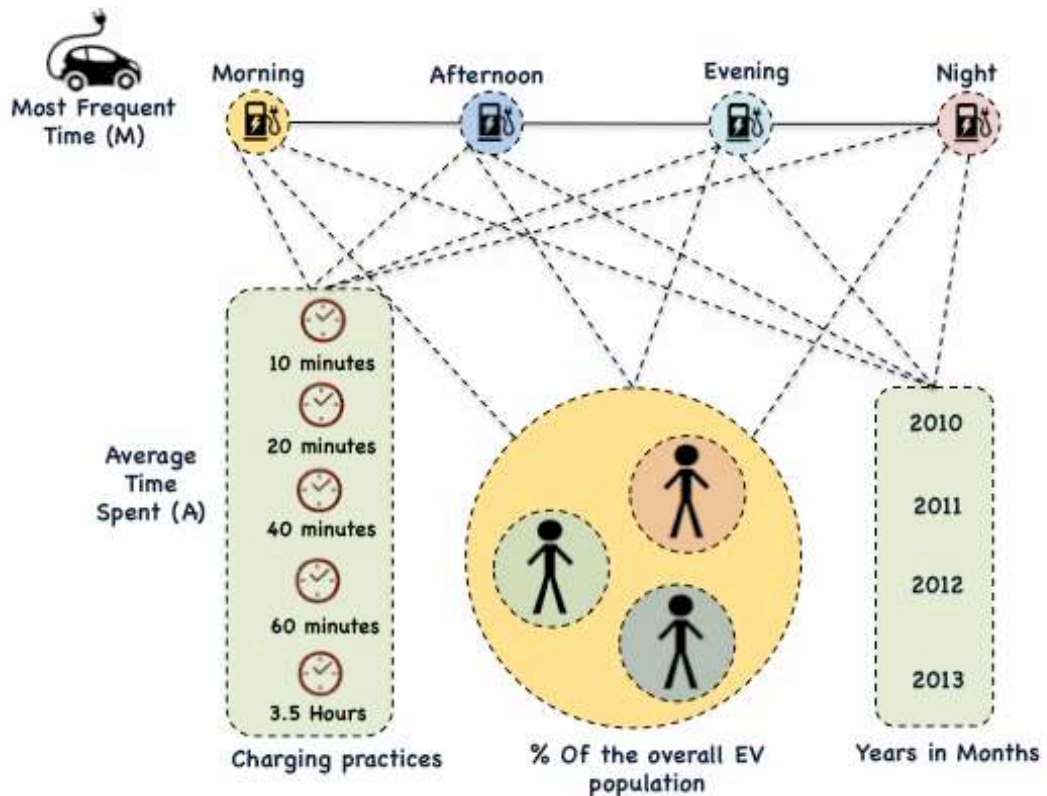 Morning
Afternoon
Evening
Night
Most Frequent
Time (M)
10 minutes
20 minutes
40 minutes
60 minutes
3.5 Hours
Average
Time
Spent (A)
2010
2011
2012
2013
Charging practices
% Of the overall EV
population
Years in Months